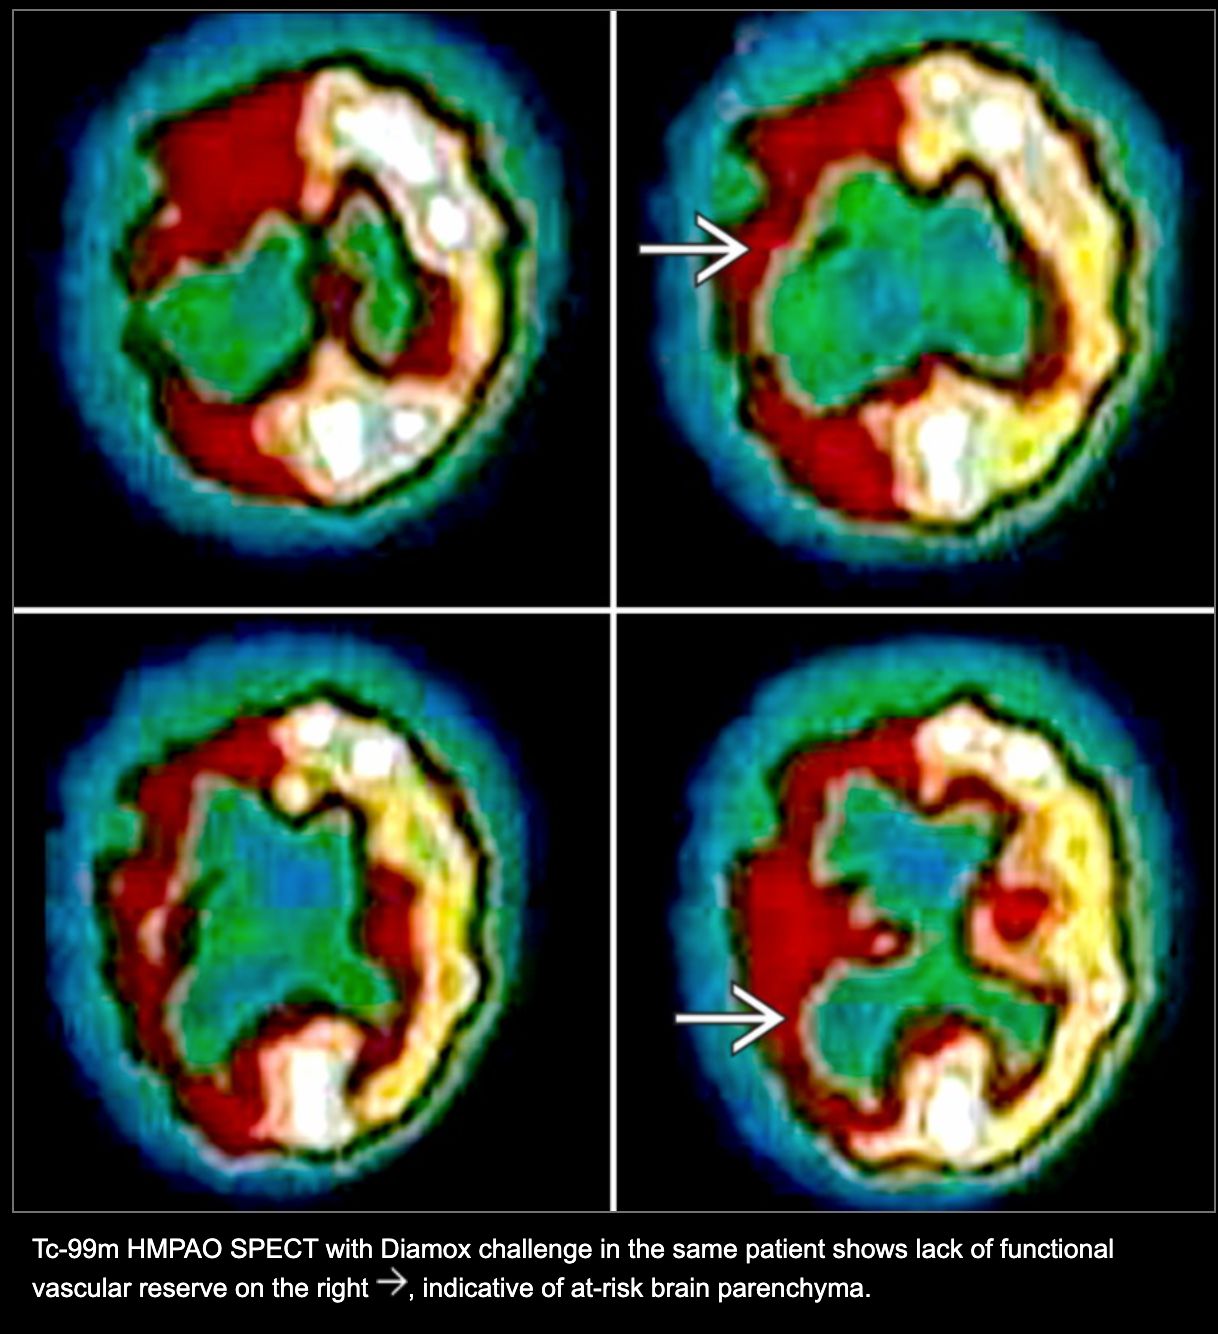 Tc-99m HMPAO SPECT with Diamox challenge in the same patient shows lack of functional
vascular reserve on the right →, indicative of at-risk brain parenchyma.